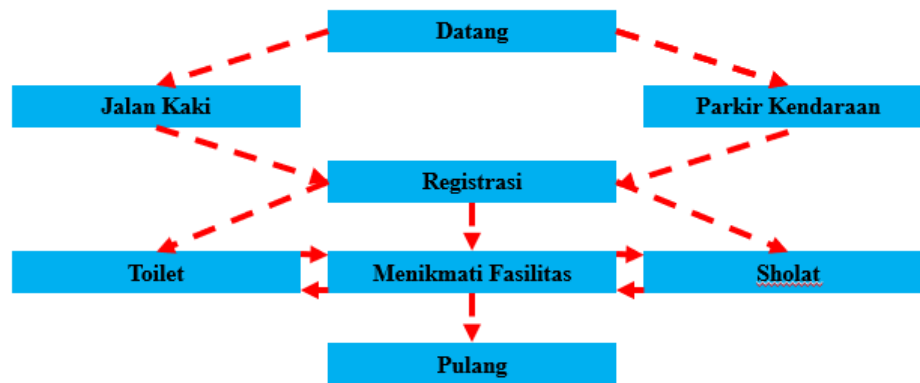 Datang
Jalan Kaki
Parkir Kendaraan
Registrasi
Toilet
Menikmati Fasilitas
Sholat
Pulang